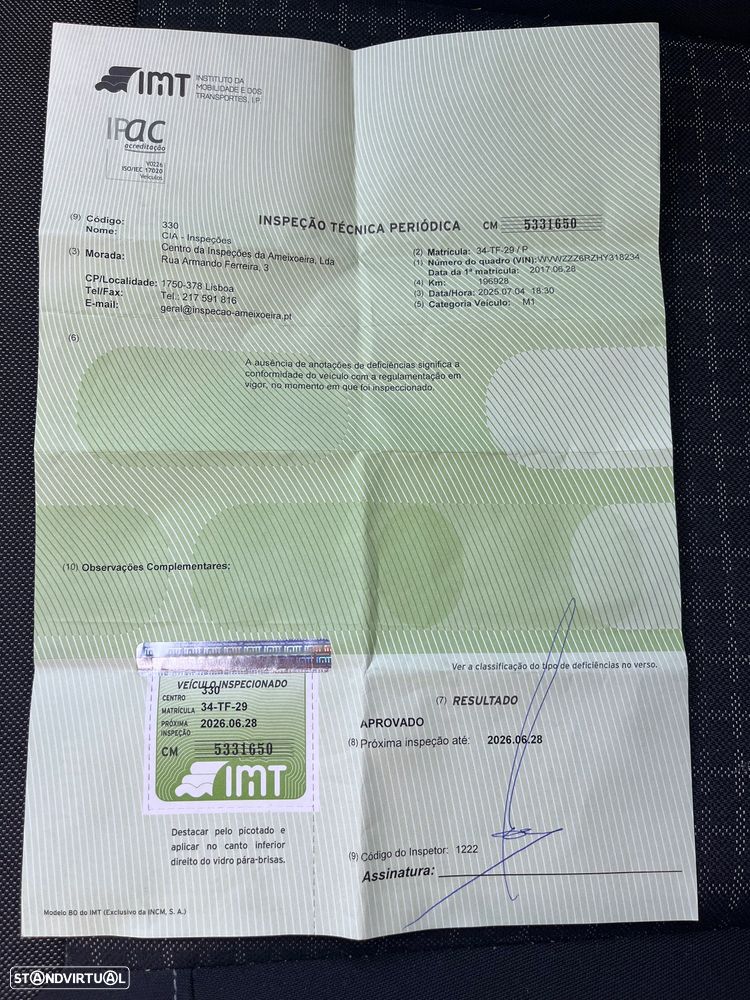 IMT INSTITUTO DA
MOBILIDADE E DOS
TRANSPORTES, I.P.
IPAC
acreditação
V0226
ISO/IEC 17020
Veículos
INSPEÇÃO TÉCNICA PERIÓDICA CM 5331650
(9) Código: 330
Nome: CIA - Inspeções
Centro da Inspeções da Ameixoeira, Lda
(3) Morada: Rua Armando Ferreira, 3
CP/Localidade: 1750-378 Lisboa
Tel/Fax: Tel.: 217 591 816
E-mail: geral@inspecao-ameixoeira.pt
(2) Matrícula: 34-TF-29 / P
(1) Número do quadro (VIN): WVWZZZ6RZHY318234
Data da 1ª matrícula: 2017.06.28
(4) Km: 196928
(3) Data/Hora: 2025.07.04 18:30
(5) Categoria Veículo: M1
(6)
A ausência de anotações de deficiências significa a
conformidade do veículo com a regulamentação em
vigor, no momento em que foi inspeccionado.
(10) Observações Complementares:
Ver a classificação do tipo de deficiências no verso.
VEÍCULO INSPECIONADO
CENTRO 330
MATRÍCULA 34-TF-29
PRÓXIMA
INSPEÇÃO 2026.06.28
CM 5331650
IMT
Destacar pelo picotado e
aplicar no canto inferior
direito do vidro pára-brisas.
(7) RESULTADO
APROVADO
(8) Próxima inspeção até: 2026.06.28
(9) Código do Inspetor: 1222
Assinatura:
Modelo 80 do IMT (Exclusivo da INCM, S. A.)
STANDVIRTUAL